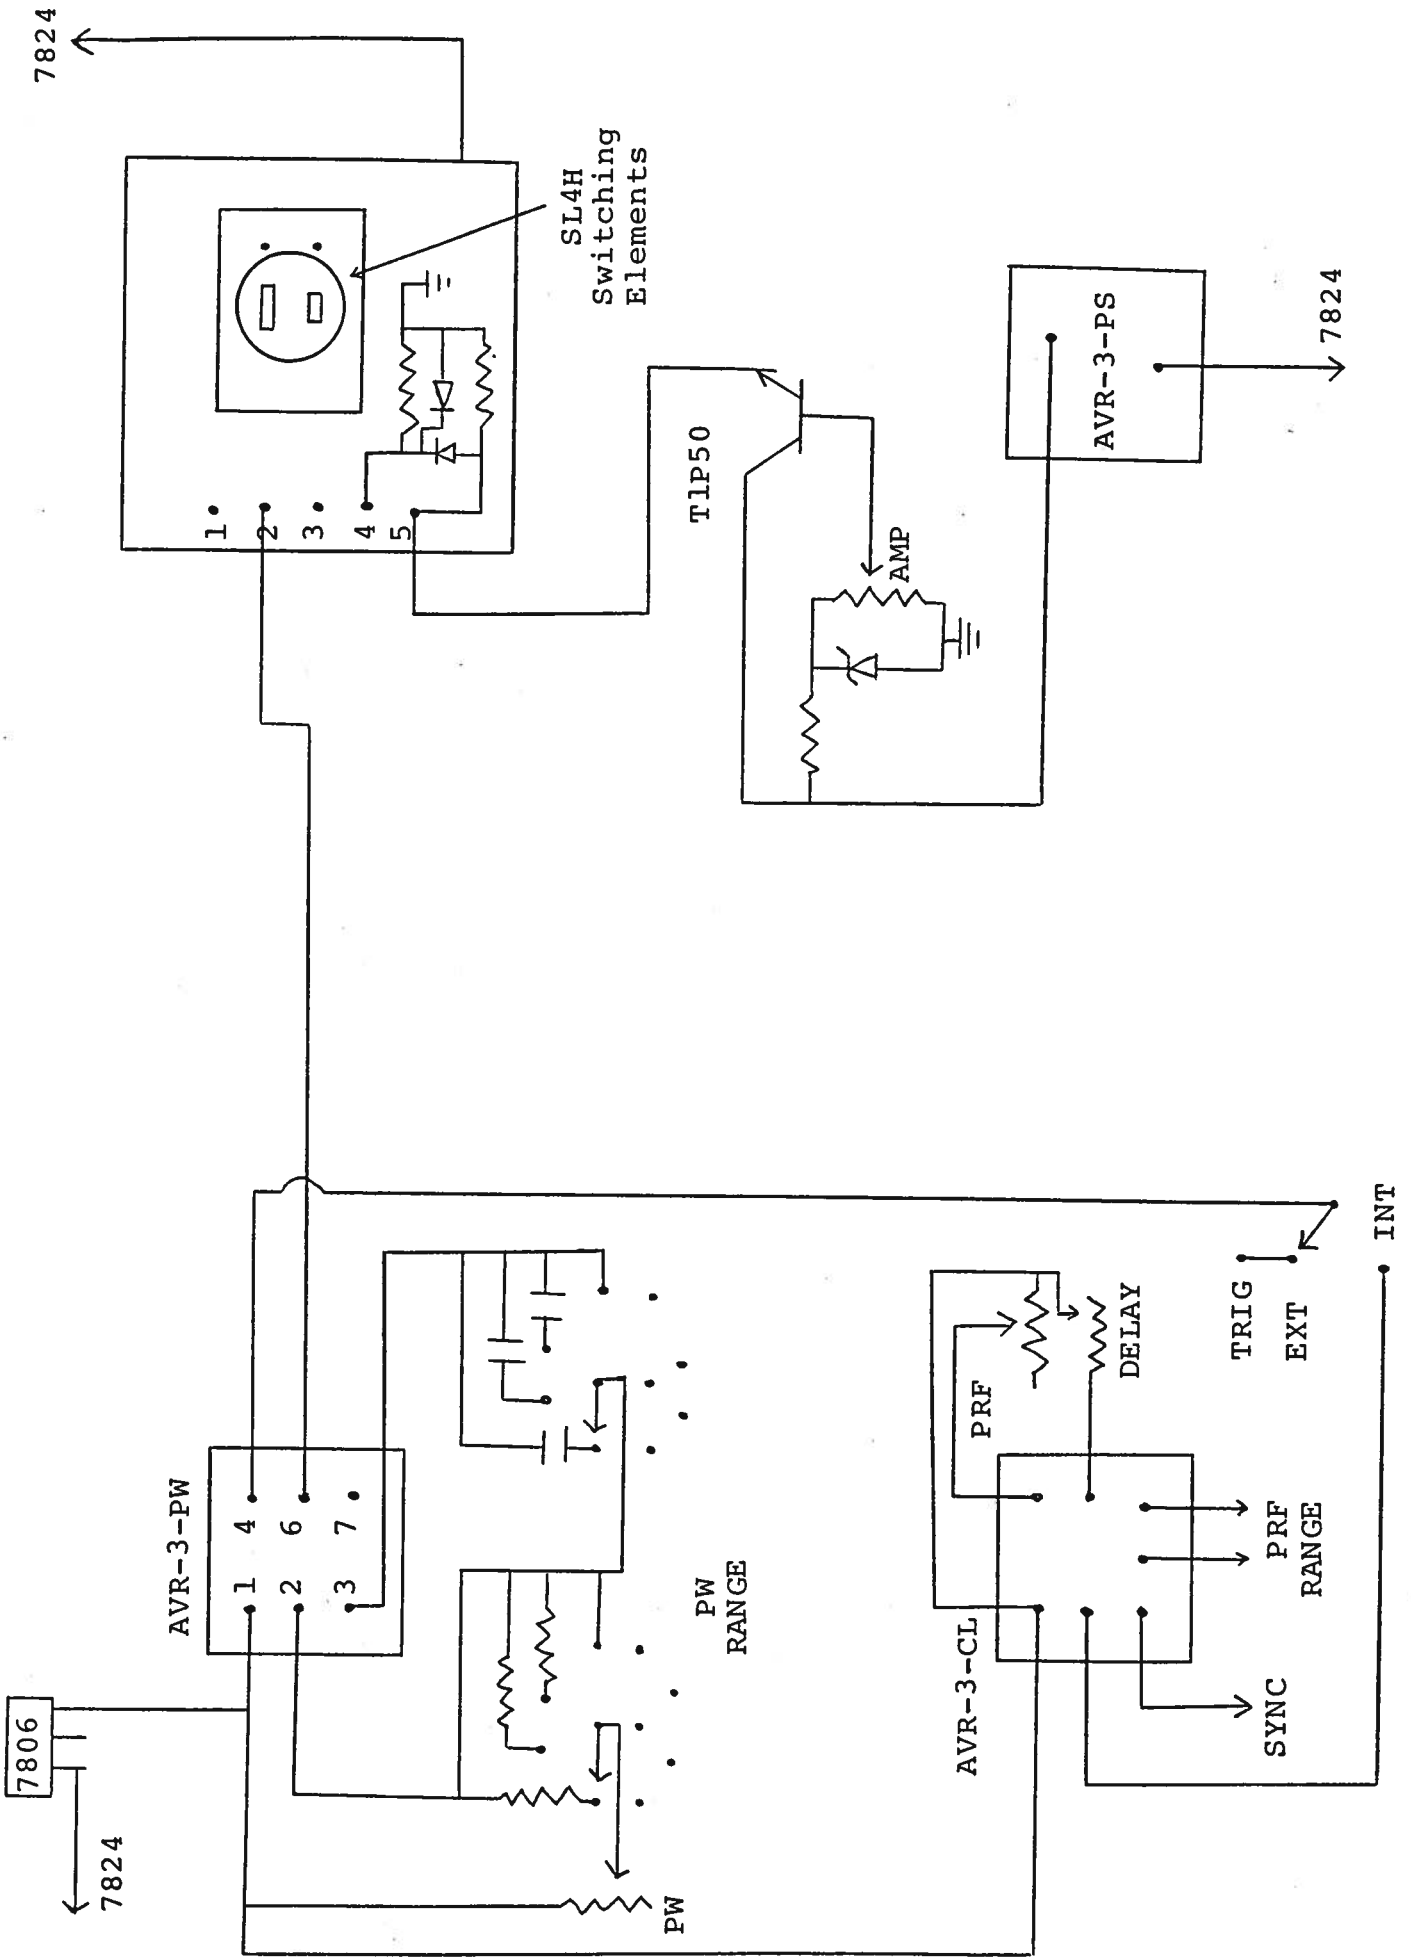 7806
7824
AVR-3-PW
1 4
2 6
3 7
PW
PW
RANGE
AVR-3-CL
PRF
DELAY
SYNC
PRF
RANGE
TRIG
EXT
INT
7824
1
2
3
4
5
SL4H
Switching
Elements
T1P50
AMP
AVR-3-PS
7824